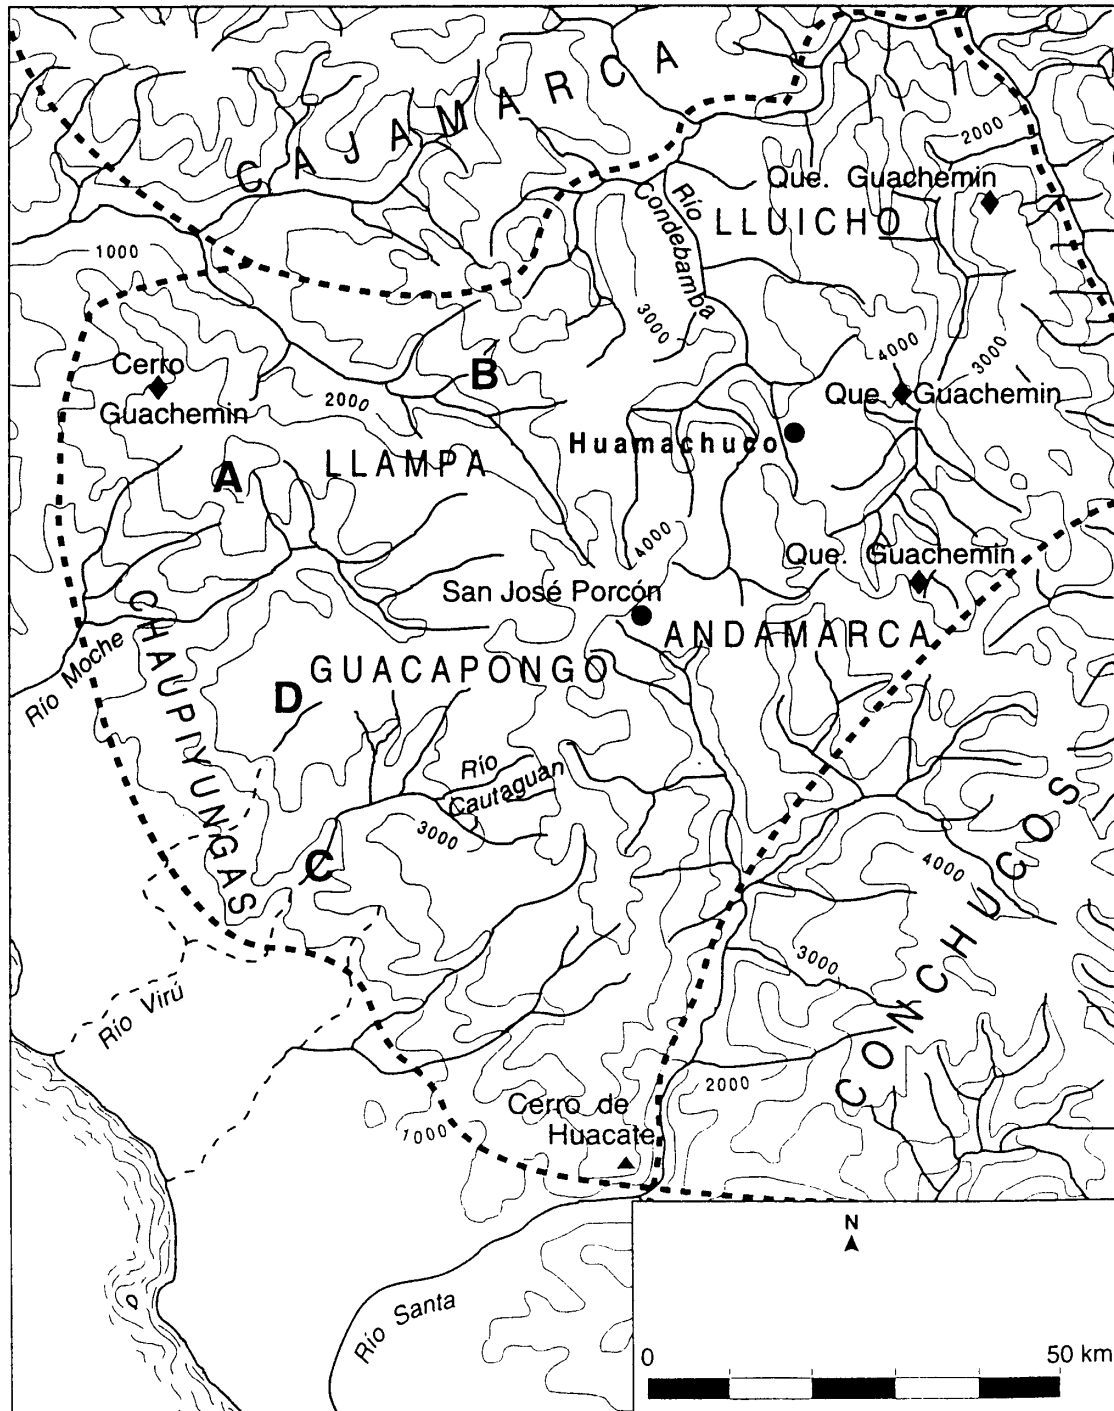 CAJAMARCA
2000
Que. Guachemin
LLUICHO
Río
Condebamba
1000
3000
4000
3000
Cerro
Guachemin
B
2000
Que Guachemin
Huamachuco
A
LLAMPA
4000
Que. Guachemin
San José Porcón
CHAUPIYUNGAS
ANDAMARCA
Río Moche
GUACAPONGO
D
Río
Cautaguan
3000
CONCHUGOS
4000
C
Río Virú
3000
2000
Cerro de
Huacate
1000
N
Río Santa
0 50 km